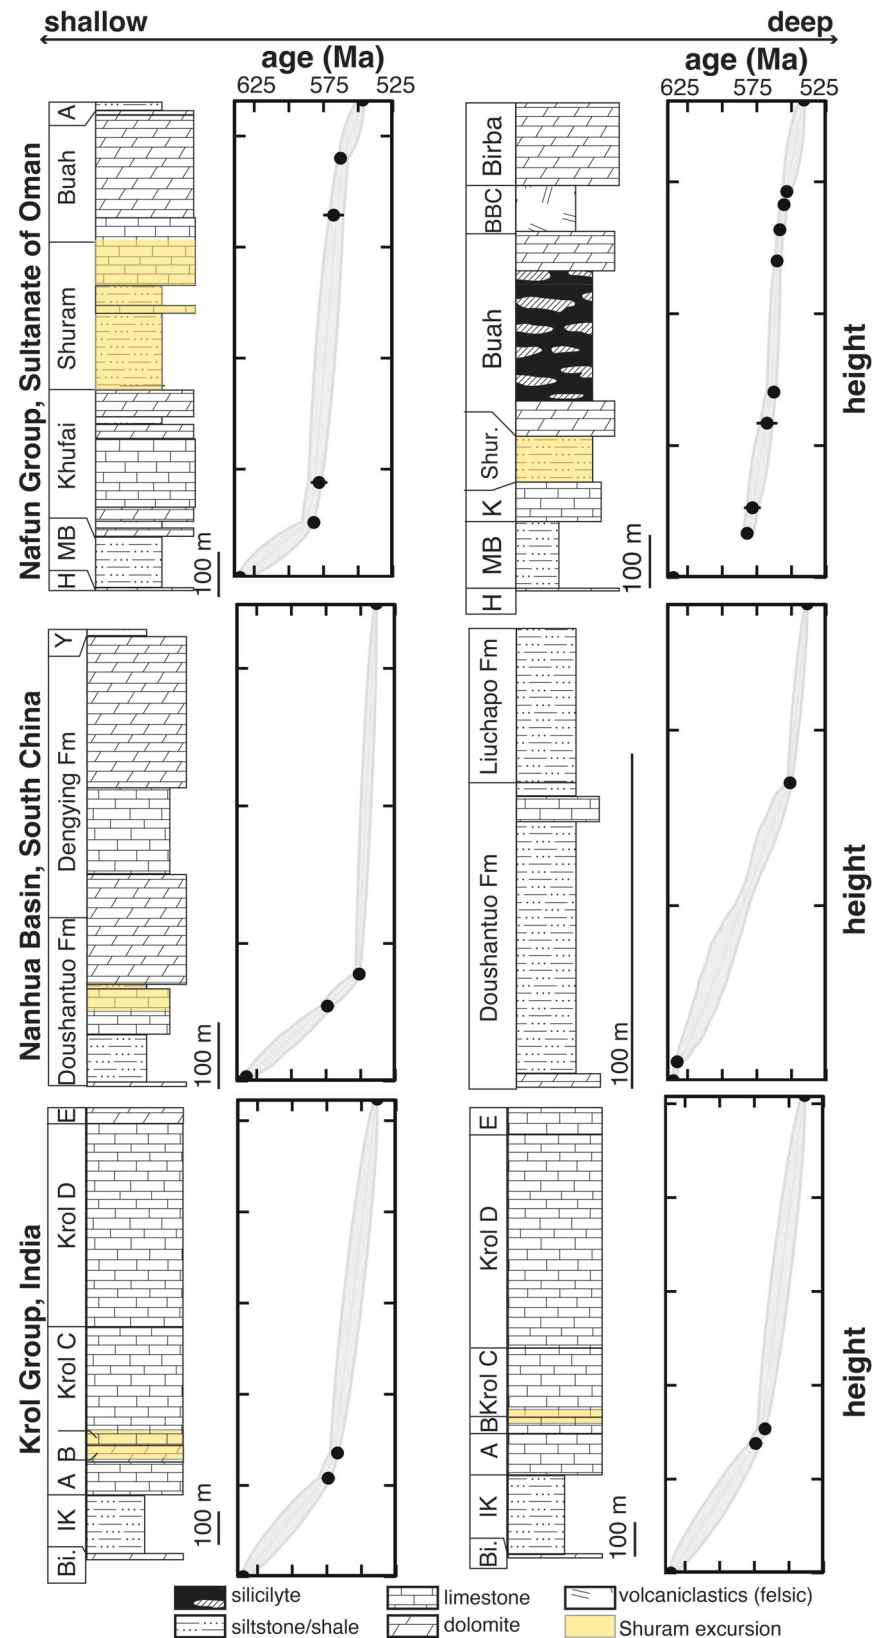 shallow deep
age (Ma) age (Ma)
625 575 525 625 575 525
Nafun Group, Sultanate of Oman
A
Buah
Shuram
Khufai
MB
H
100 m
Birba
BBC
Buah
Shur.
K
MB
H
100 m
height
Nanhua Basin, South China
Y
Dengying Fm
Doushantuo Fm
100 m
Liuchapo Fm
Doushantuo Fm
100 m
height
Krol Group, India
E
Krol D
Krol C
B
A
IK
Bi.
100 m
E
Krol D
Krol C
B
A
IK
Bi.
100 m
height
silicilyte limestone volcaniclastics (felsic)
siltstone/shale dolomite Shuram excursion